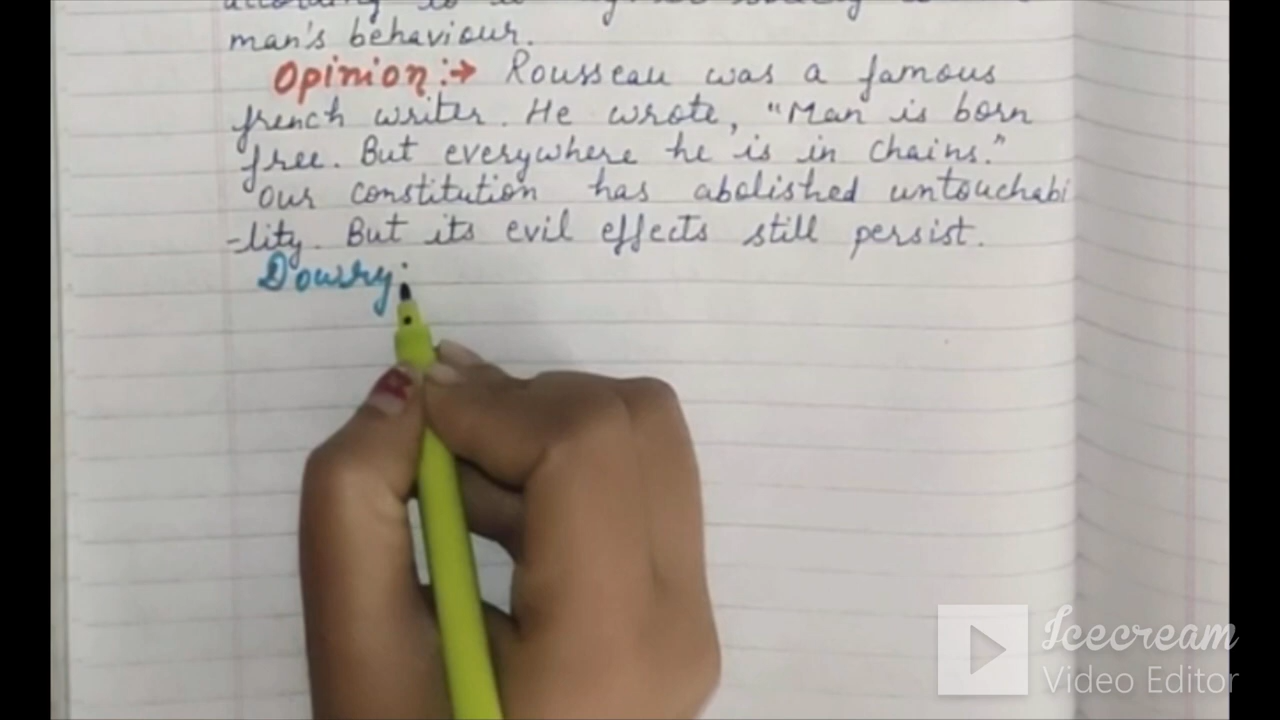 man's behaviour.
Opinion:→ Rousseau was a famous
french writer. He wrote, "Man is born
free. But everywhere he is in chains."
Our constitution has abolished untouchabi
-lity. But its evil effects still persist.
Dowry:
Icecream
Video Editor